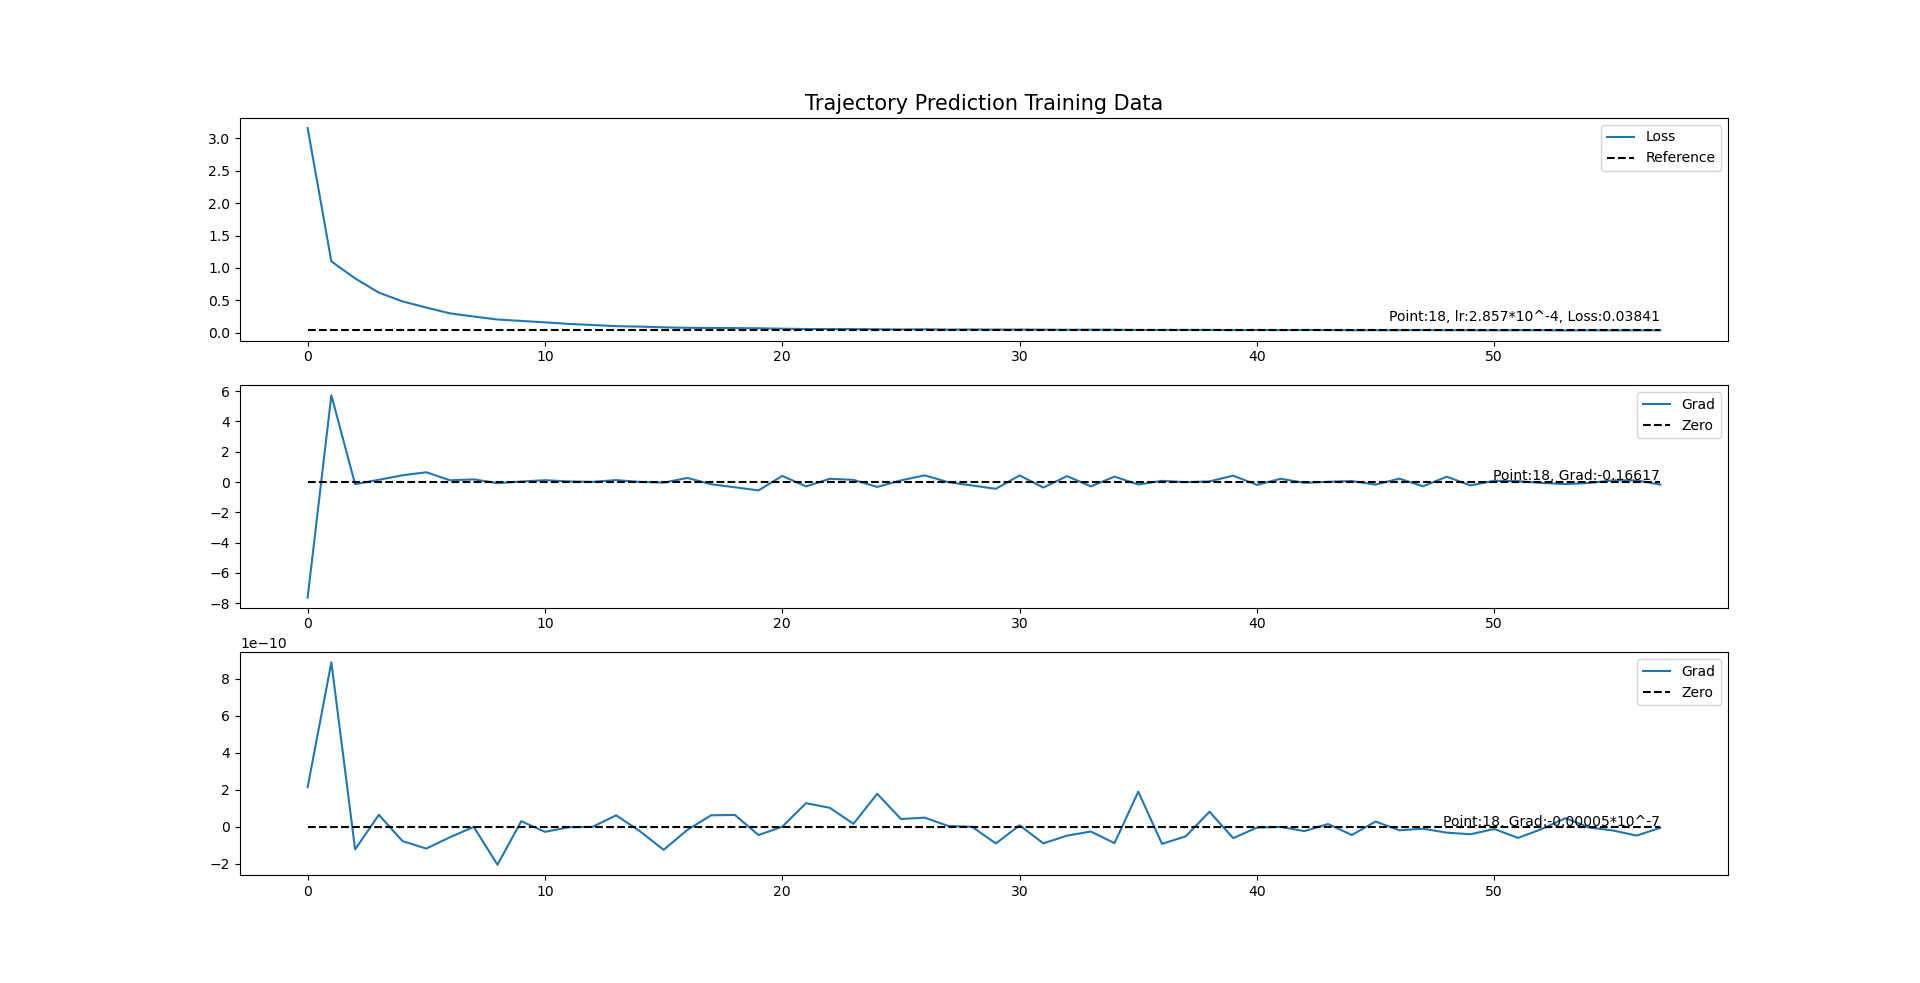 Trajectory Prediction Training Data
3.0
2.5
2.0
1.5
1.0
0.5
0.0
Loss
Reference
Point:18, lr:2.857*10^-4, Loss:0.03841
0 10 20 30 40 50
6
4
2
0
−2
−4
−6
−8
Grad
Zero
Point:18, Grad:-0.16617
0 10 20 30 40 50
1e−10
8
6
4
2
0
−2
Grad
Zero
Point:18, Grad:-0.00005*10^-7
0 10 20 30 40 50